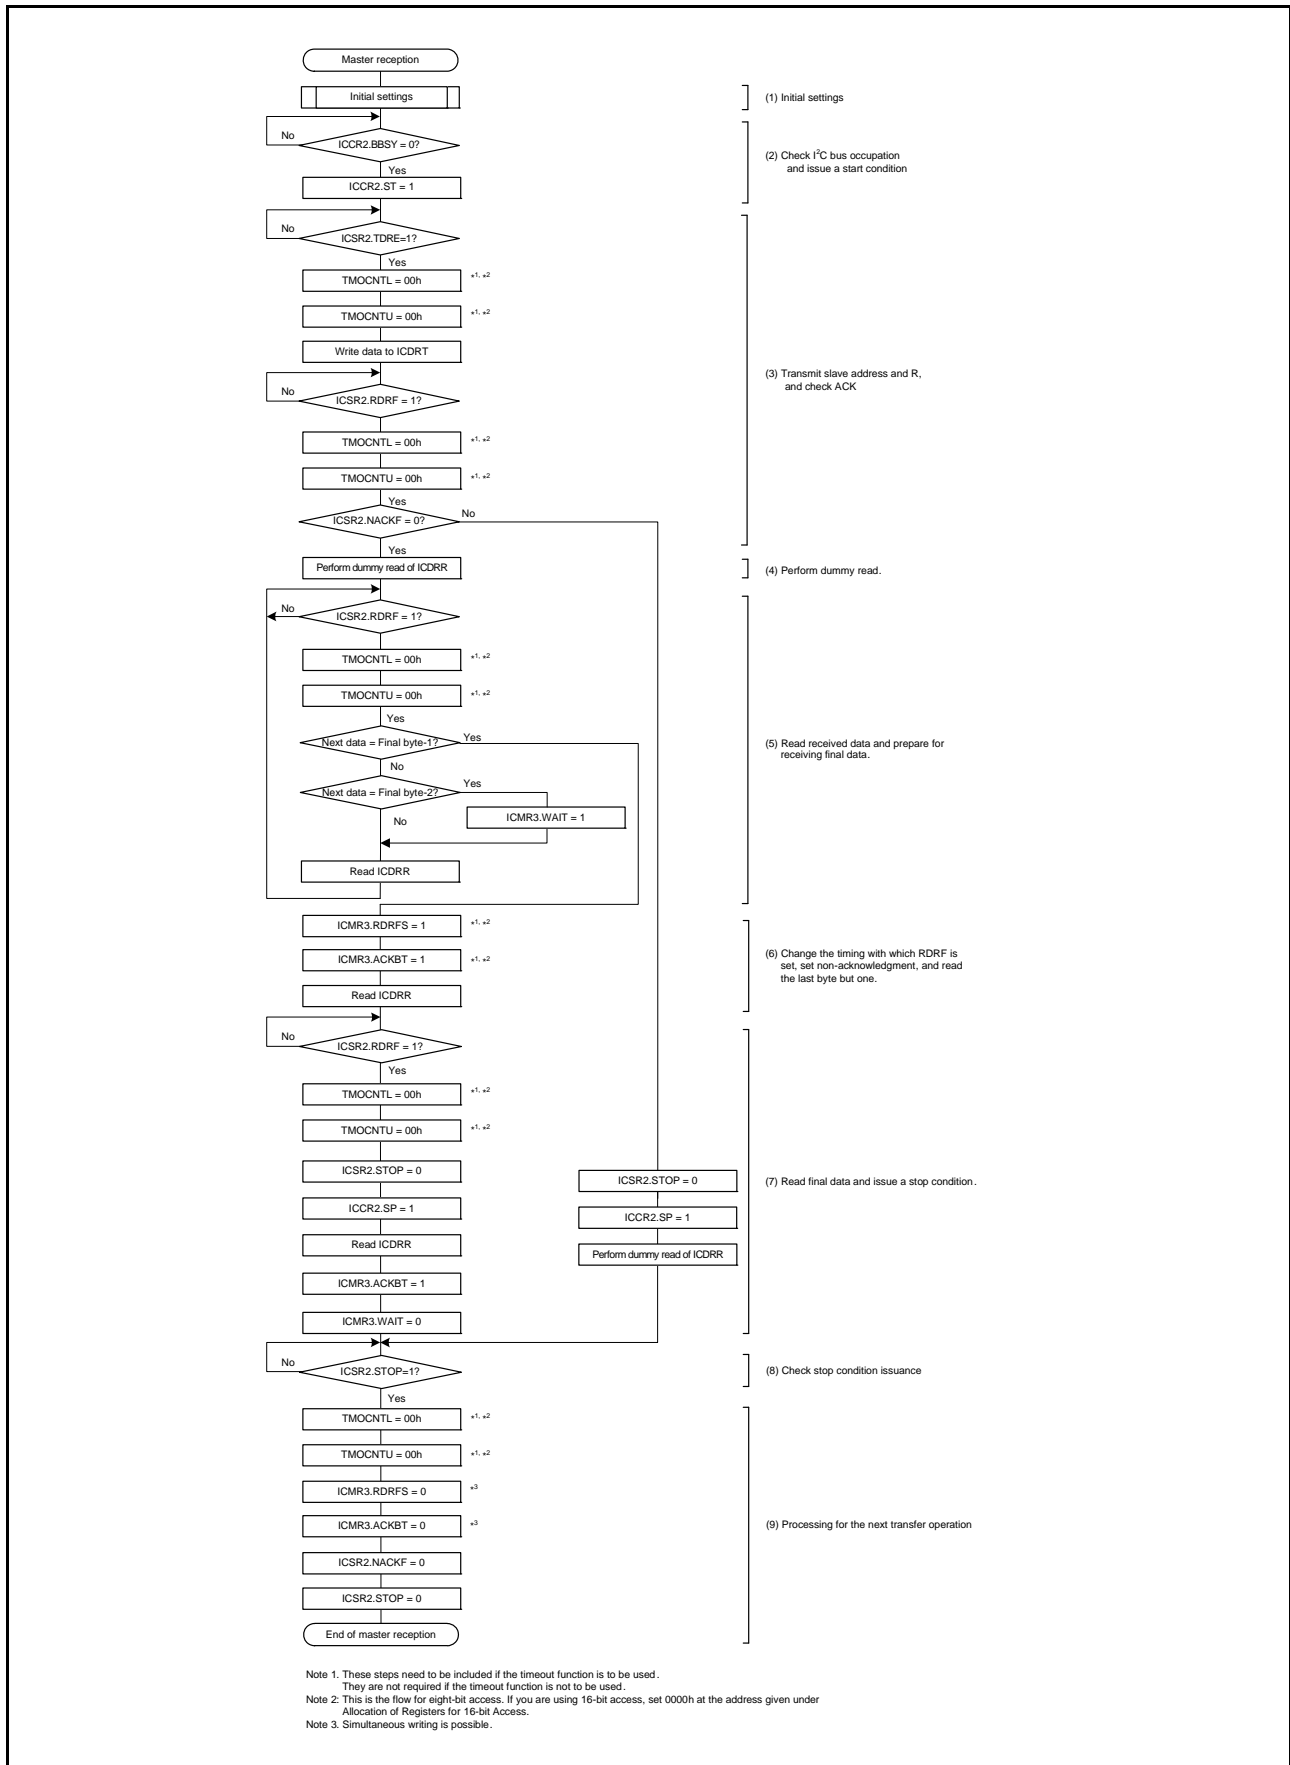 Master reception
Initial settings
(1) Initial settings
No
ICCR2.BBSY = 0?
(2) Check I²C bus occupation
and issue a start condition
Yes
ICCR2.ST = 1
No
ICSR2.TDRE=1?
Yes
TMOCNTL = 00h
*1, *2
TMOCNTU = 00h
*1, *2
Write data to ICDRT
(3) Transmit slave address and R,
and check ACK
No
ICSR2.RDRF = 1?
TMOCNTL = 00h
*1, *2
TMOCNTU = 00h
*1, *2
Yes
ICSR2.NACKF = 0?
No
Yes
Perform dummy read of ICDRR
(4) Perform dummy read.
No
ICSR2.RDRF = 1?
TMOCNTL = 00h
*1, *2
TMOCNTU = 00h
*1, *2
Yes
Next data = Final byte-1?
Yes
(5) Read received data and prepare for
receiving final data.
No
Next data = Final byte-2?
Yes
ICMR3.WAIT = 1
No
Read ICDRR
ICMR3.RDRFS = 1
*1, *2
ICMR3.ACKBT = 1
*1, *2
(6) Change the timing with which RDRF is
set, set non-acknowledgment, and read
the last byte but one.
Read ICDRR
No
ICSR2.RDRF = 1?
Yes
TMOCNTL = 00h
*1, *2
TMOCNTU = 00h
*1, *2
ICSR2.STOP = 0
ICSR2.STOP = 0
(7) Read final data and issue a stop condition.
ICCR2.SP = 1
ICCR2.SP = 1
Read ICDRR
Perform dummy read of ICDRR
ICMR3.ACKBT = 1
ICMR3.WAIT = 0
No
ICSR2.STOP=1?
(8) Check stop condition issuance
Yes
TMOCNTL = 00h
*1, *2
TMOCNTU = 00h
*1, *2
ICMR3.RDRFS = 0
*3
ICMR3.ACKBT = 0
*3
(9) Processing for the next transfer operation
ICSR2.NACKF = 0
ICSR2.STOP = 0
End of master reception
Note 1. These steps need to be included if the timeout function is to be used.
They are not required if the timeout function is not to be used.
Note 2: This is the flow for eight-bit access. If you are using 16-bit access, set 0000h at the address given under
Allocation of Registers for 16-bit Access.
Note 3. Simultaneous writing is possible.